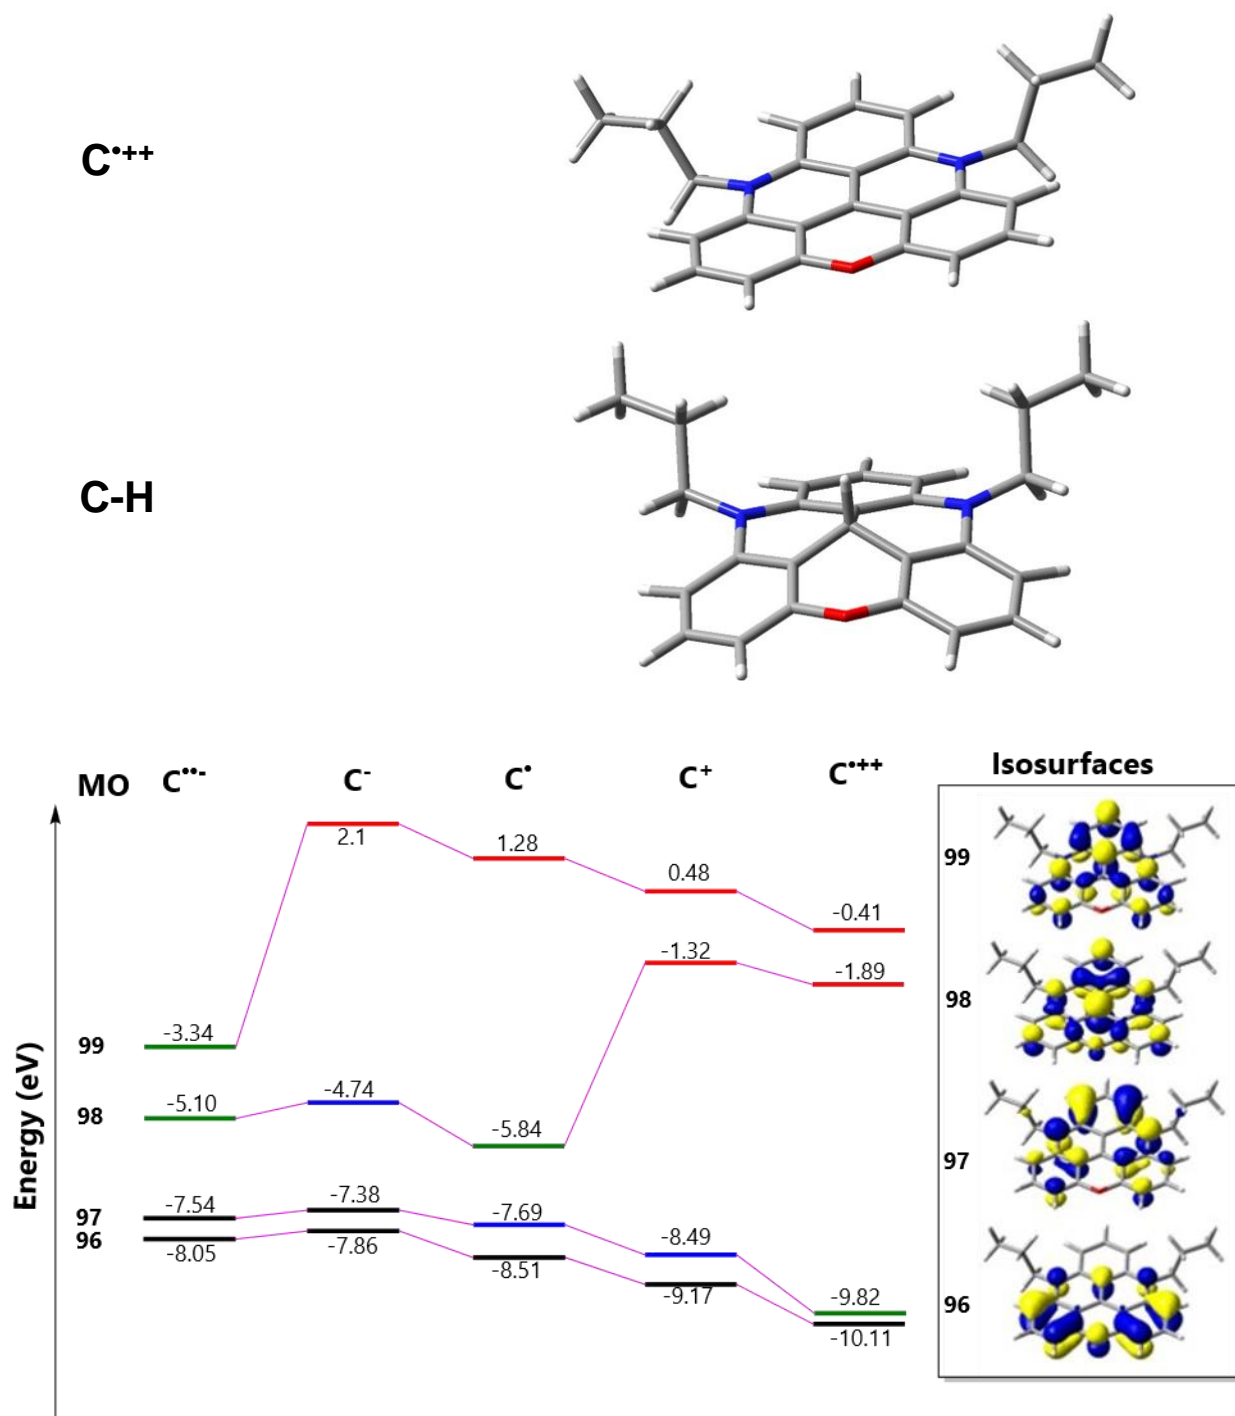 C•++
C-H
MO C••- C- C• C+ C•++ Isosurfaces
2.1
1.28
0.48
-0.41
-1.32
-1.89
99 -3.34
98 -5.10 -4.74 -5.84
97 -7.54 -7.38 -7.69 -8.49 -9.82
96 -8.05 -7.86 -8.51 -9.17 -10.11
Energy (eV)
99
98
97
96